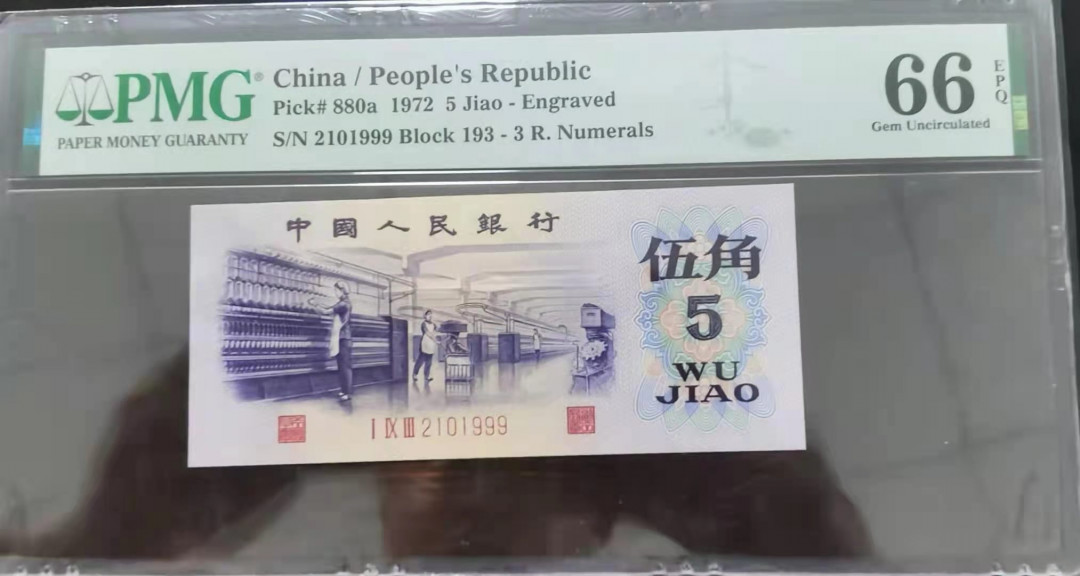 PMG®
PAPER MONEY GUARANTY
China / People's Republic
Pick# 880a 1972 5 Jiao - Engraved
S/N 2101999 Block 193 - 3 R. Numerals
66
EPQ
Gem Uncirculated
中國人民銀行
伍角
5
WU
JIAO
I IX III 2101999